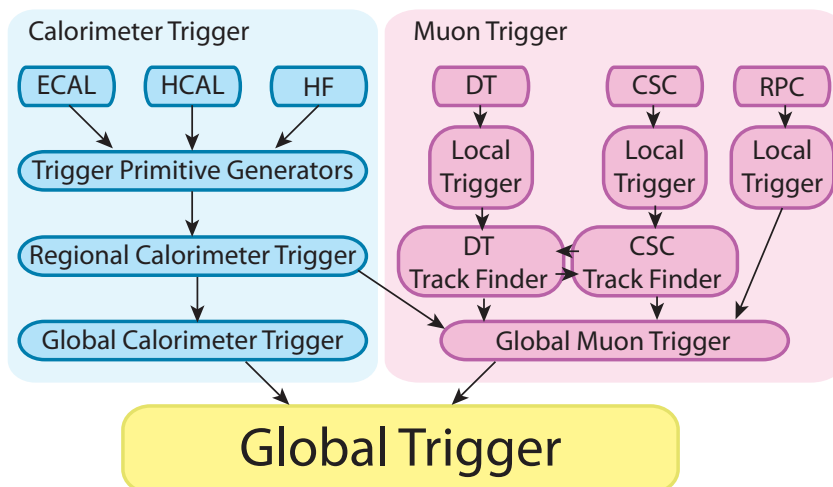 Calorimeter Trigger
ECAL
HCAL
HF
Trigger Primitive Generators
Regional Calorimeter Trigger
Global Calorimeter Trigger
Muon Trigger
DT
CSC
RPC
Local
Trigger
Local
Trigger
Local
Trigger
DT
Track Finder
CSC
Track Finder
Global Muon Trigger
Global Trigger